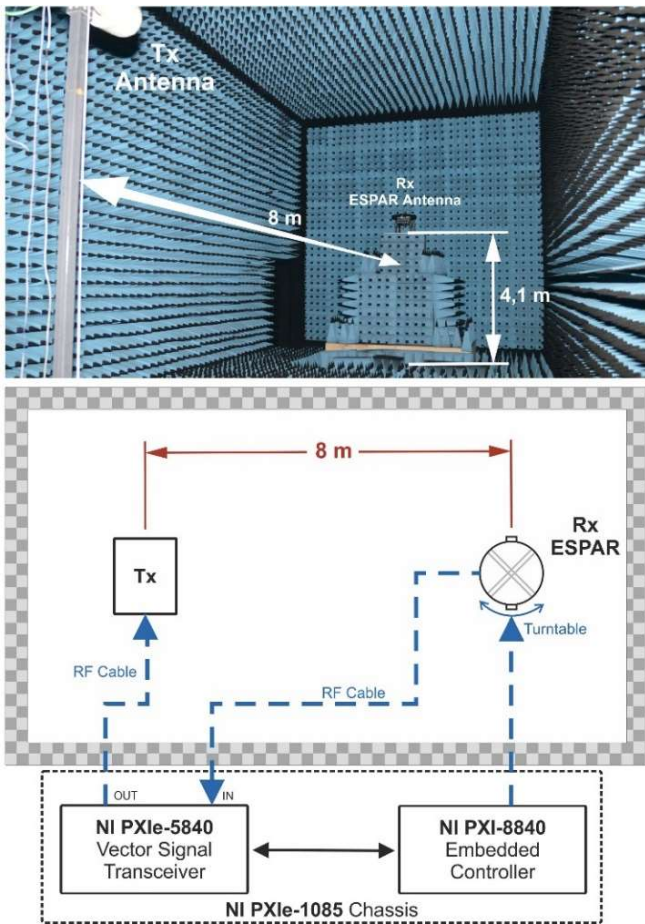 Tx
Antenna
8 m
Rx
ESPAR Antenna
4,1 m
8 m
Tx
Rx
ESPAR
Turntable
RF Cable
RF Cable
OUT
IN
NI PXIe-5840
Vector Signal
Transceiver
NI PXI-8840
Embedded
Controller
NI PXIe-1085 Chassis